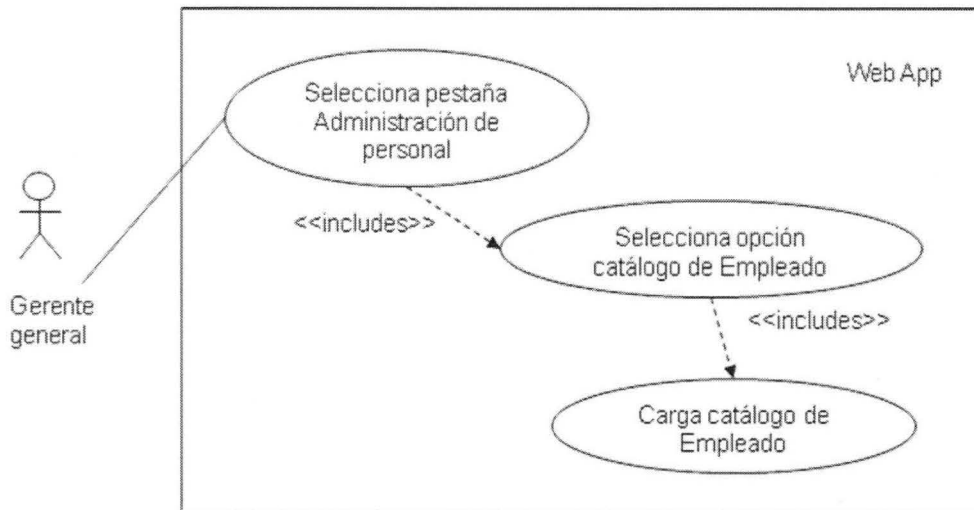 Web App
Selecciona pestaña
Administración de
personal
<<includes>>
Selecciona opción
catálogo de Empleado
Gerente
general
<<includes>>
Carga catálogo de
Empleado